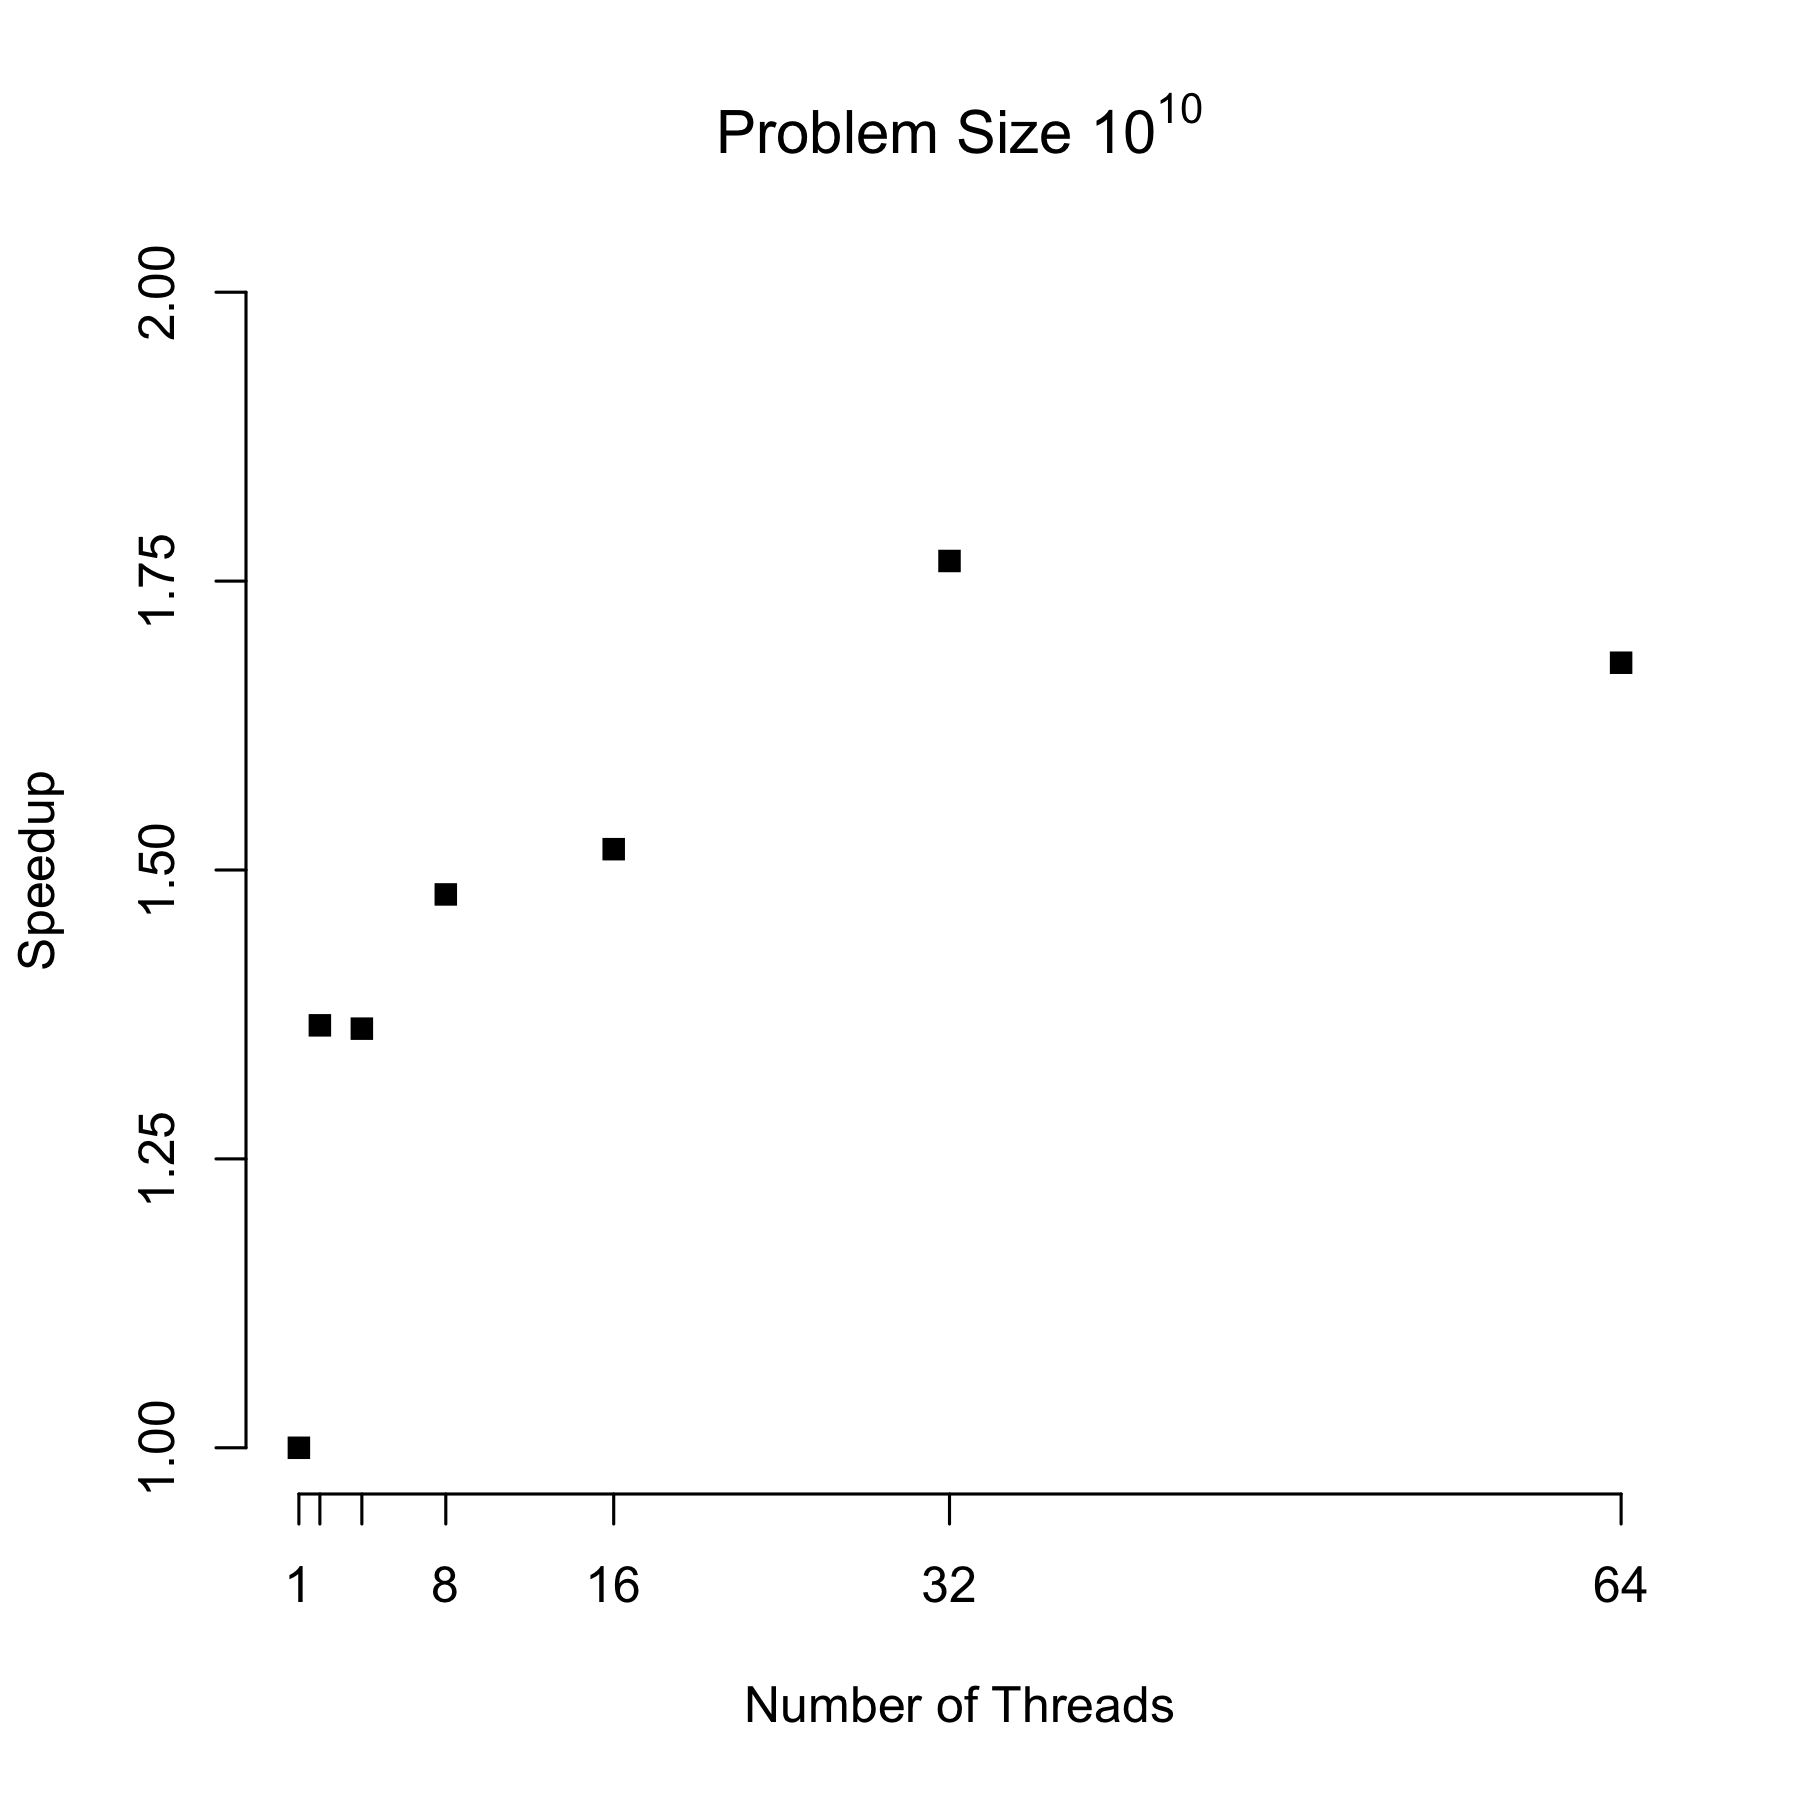 Problem Size 10^10
2.00
1.75
1.50
1.25
1.00
Speedup
1 8 16 32 64
Number of Threads